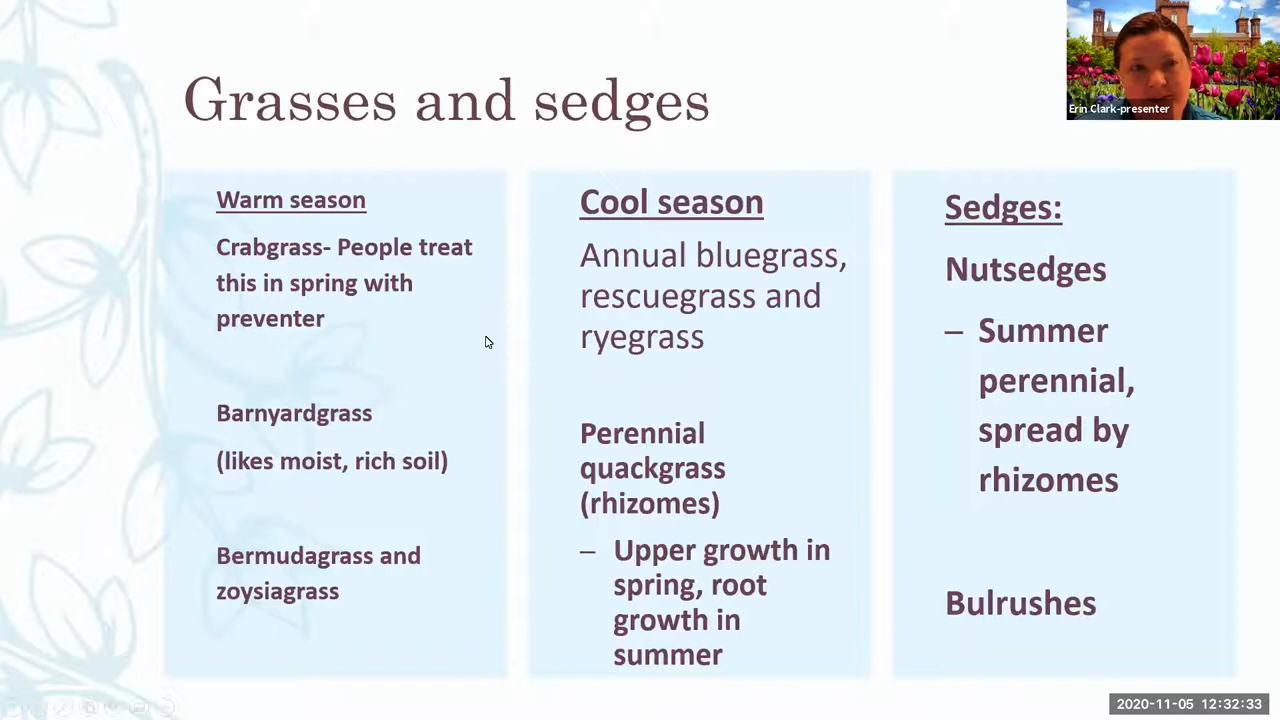 Grasses and sedges
Erin Clark-presenter
Warm season
Crabgrass- People treat
this in spring with
preventer
Barnyardgrass
(likes moist, rich soil)
Bermudagrass and
zoysiagrass
Cool season
Annual bluegrass,
rescuegrass and
ryegrass
Perennial
quackgrass
(rhizomes)
– Upper growth in
spring, root
growth in
summer
Sedges:
Nutsedges
– Summer
perennial,
spread by
rhizomes
Bulrushes
2020-11-05 12:32:33